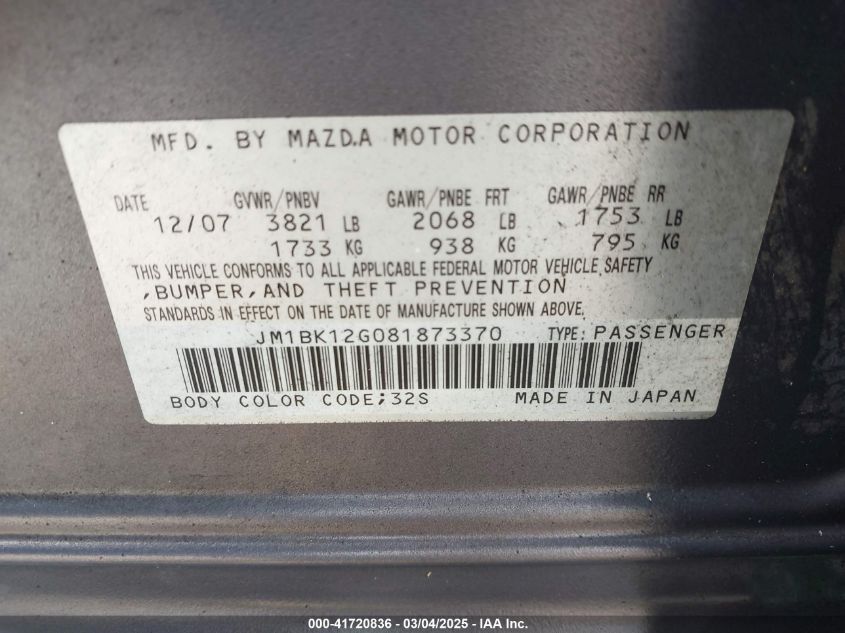 MFD. BY MAZDA MOTOR CORPORATION
DATE GVWR/PNBV GAWR/PNBE FRT GAWR/PNBE RR
12/07 3821 LB 2068 LB 1753 LB
1733 KG 938 KG 795 KG
THIS VEHICLE CONFORMS TO ALL APPLICABLE FEDERAL MOTOR VEHICLE SAFETY
,BUMPER,AND THEFT PREVENTION
STANDARDS IN EFFECT ON THE DATE OF MANUFACTURE SHOWN ABOVE.
JM1BK12G081873370 TYPE: PASSENGER
BODY COLOR CODE;32S MADE IN JAPAN
000-41720836 - 03/04/2025 - IAA Inc.